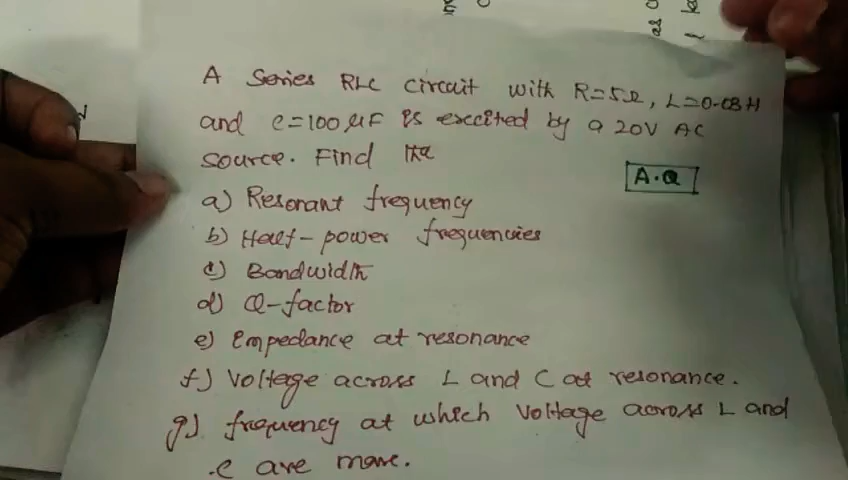 A Series RLC circuit with R=5Ω, L=0.03H
and c=100μF is excited by a 20V AC
source. Find the
A.Q
a) Resonant frequency
b) Half-power frequencies
c) Bandwidth
d) Q-factor
e) Impedance at resonance
f) Voltage across L and C at resonance.
g) frequency at which Voltage across L and
c are max.